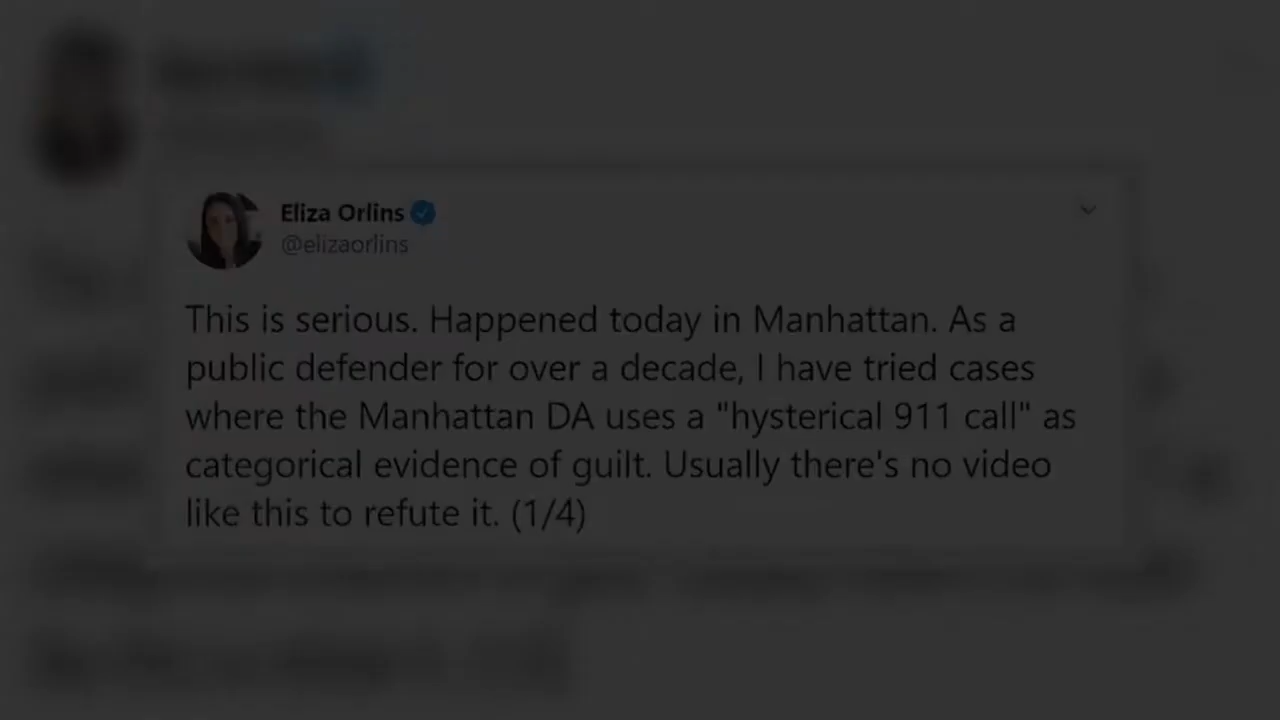 Eliza Orlins
@elizaorlins
This is serious. Happened today in Manhattan. As a
public defender for over a decade, I have tried cases
where the Manhattan DA uses a "hysterical 911 call" as
categorical evidence of guilt. Usually there's no video
like this to refute it. (1/4)